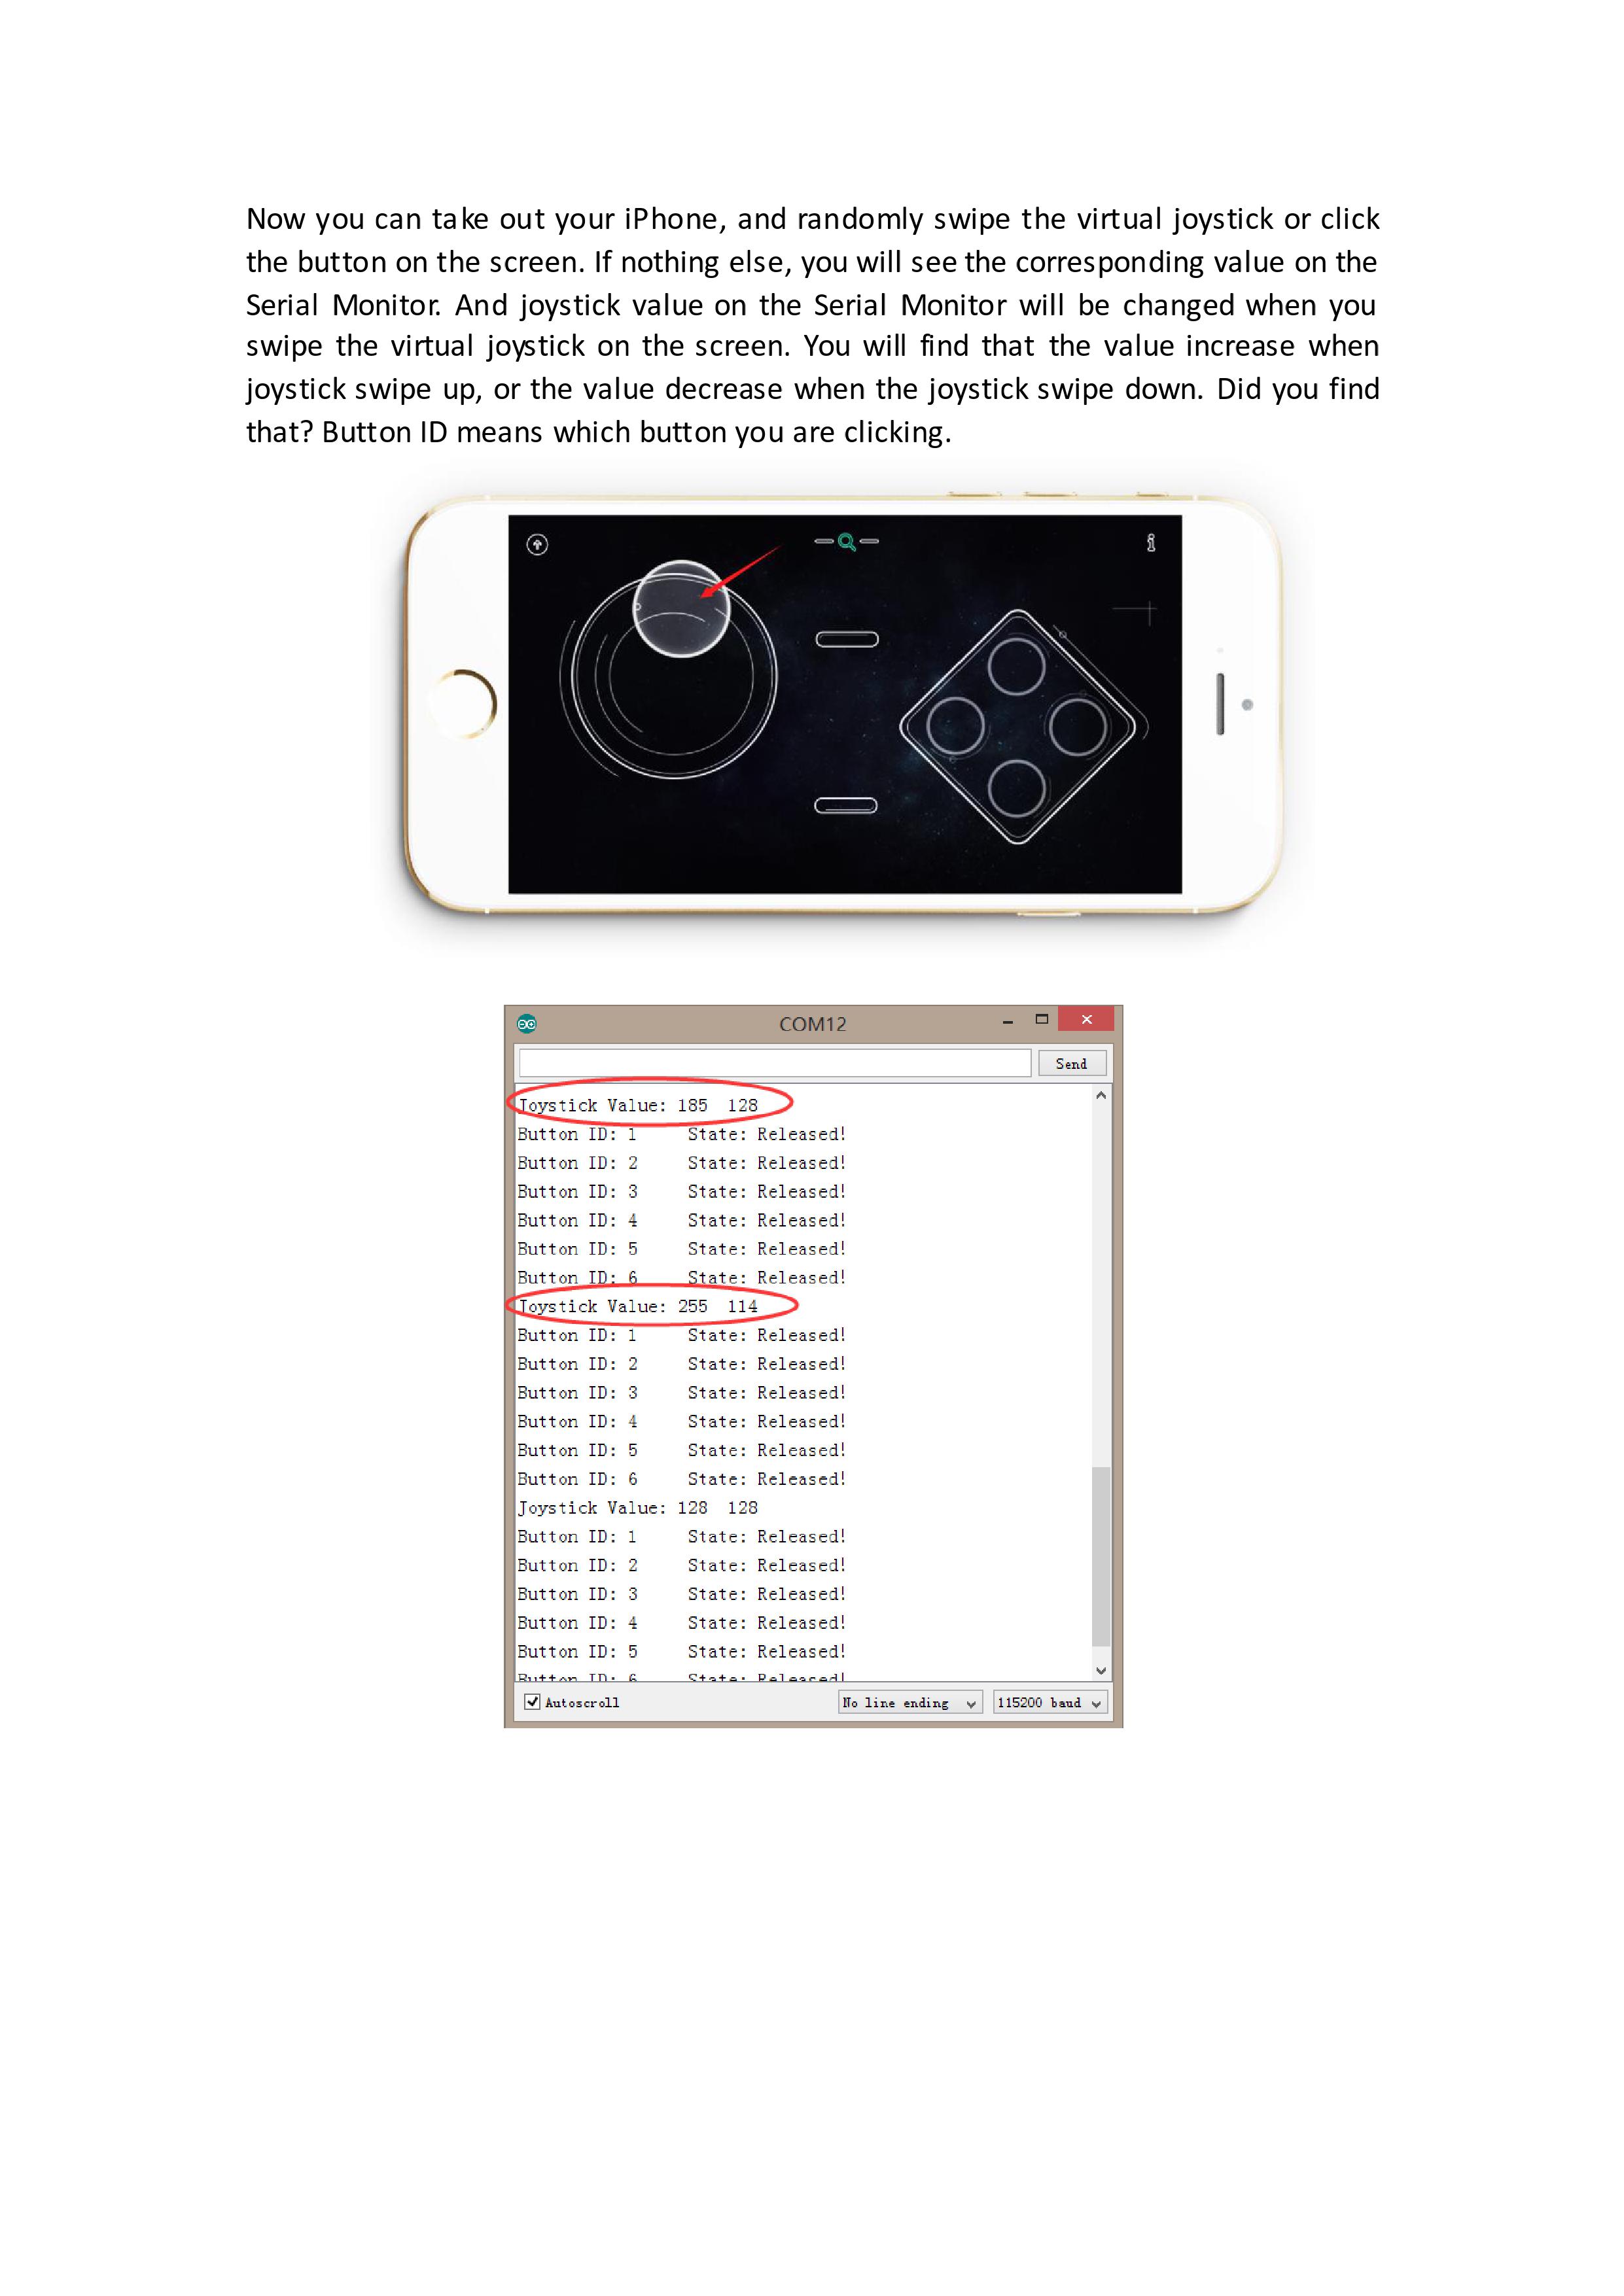 Now you can take out your iPhone, and randomly swipe the virtual joystick or click
the button on the screen. If nothing else, you will see the corresponding value on the
Serial Monitor. And joystick value on the Serial Monitor will be changed when you
swipe the virtual joystick on the screen. You will find that the value increase when
joystick swipe up, or the value decrease when the joystick swipe down. Did you find
that? Button ID means which button you are clicking.
COM12
Send
Joystick Value: 185 128
Button ID: 1 State: Released!
Button ID: 2 State: Released!
Button ID: 3 State: Released!
Button ID: 4 State: Released!
Button ID: 5 State: Released!
Button ID: 6 State: Released!
Joystick Value: 255 114
Button ID: 1 State: Released!
Button ID: 2 State: Released!
Button ID: 3 State: Released!
Button ID: 4 State: Released!
Button ID: 5 State: Released!
Button ID: 6 State: Released!
Joystick Value: 128 128
Button ID: 1 State: Released!
Button ID: 2 State: Released!
Button ID: 3 State: Released!
Button ID: 4 State: Released!
Button ID: 5 State: Released!
Button ID: 6 State: Released!
Autoscroll No line ending 115200 baud